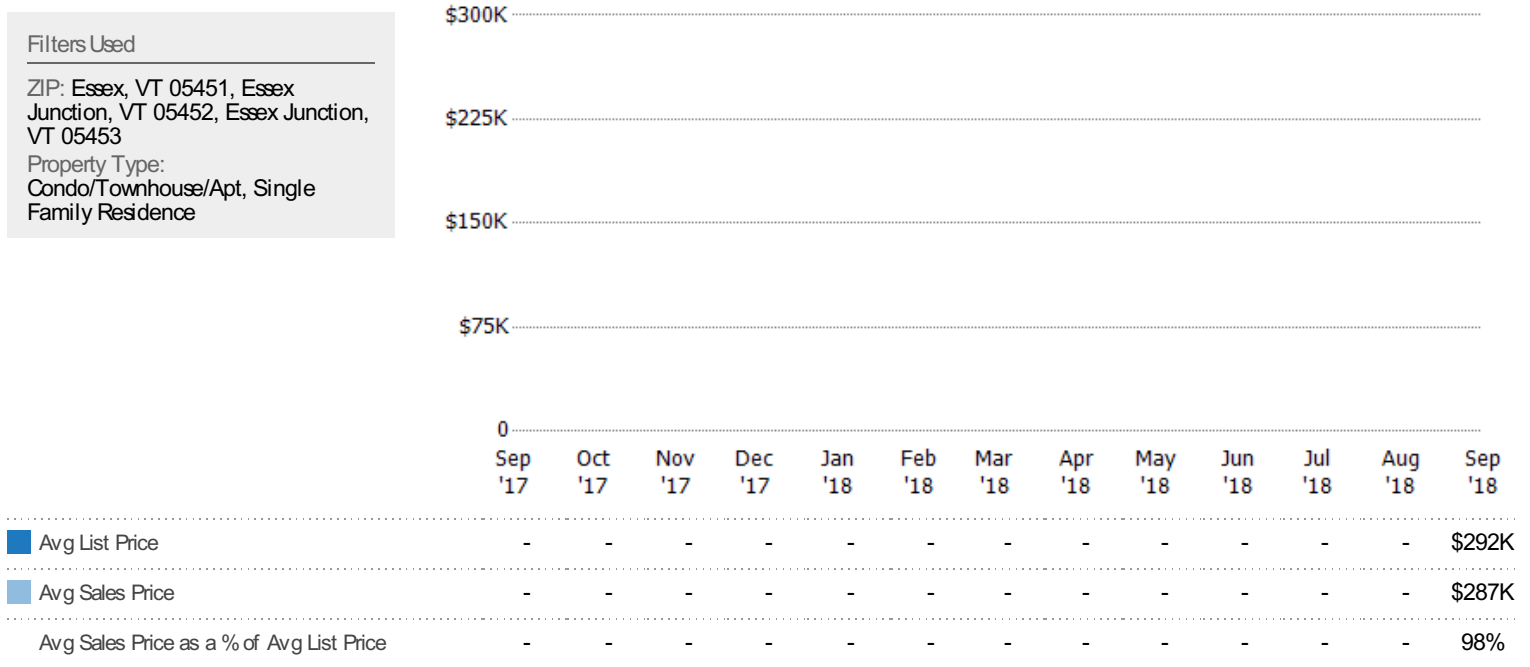 Filters Used
ZIP: Essex, VT 05451, Essex
Junction, VT 05452, Essex Junction,
VT 05453
Property Type:
Condo/Townhouse/Apt, Single
Family Residence
$300K
$225K
$150K
$75K
0
Sep Oct Nov Dec Jan Feb Mar Apr May Jun Jul Aug Sep
'17 '17 '17 '17 '18 '18 '18 '18 '18 '18 '18 '18 '18
Avg List Price - - - - - - - - - - - - $292K
Avg Sales Price - - - - - - - - - - - - $287K
Avg Sales Price as a % of Avg List Price - - - - - - - - - - - - 98%